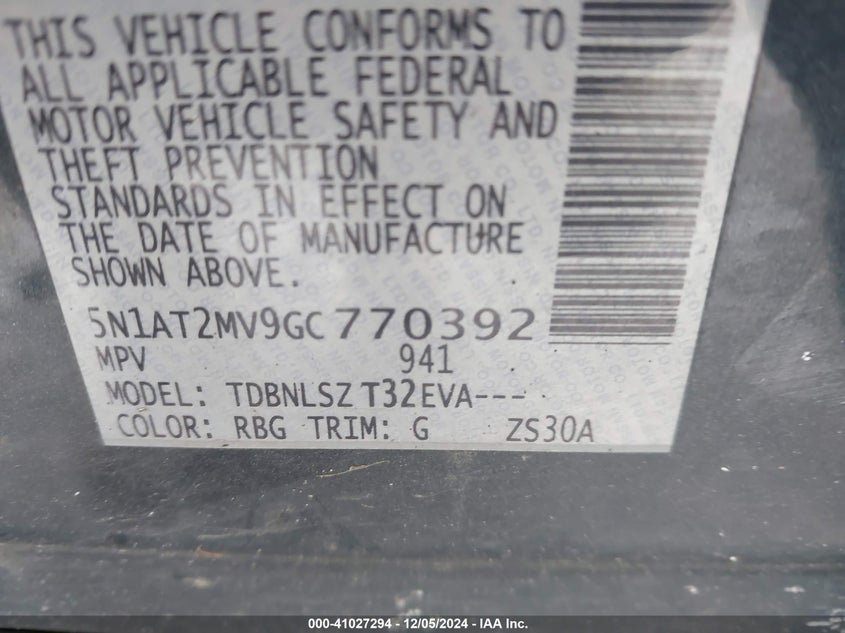 THIS VEHICLE CONFORMS TO
ALL APPLICABLE FEDERAL
MOTOR VEHICLE SAFETY AND
THEFT PREVENTION
STANDARDS IN EFFECT ON
THE DATE OF MANUFACTURE
SHOWN ABOVE.
5N1AT2MV9GC770392
MPV 941
MODEL: TDBNLSZ T32EVA---
COLOR: RBG TRIM: G ZS30A
000-41027294 - 12/05/2024 - IAA Inc.